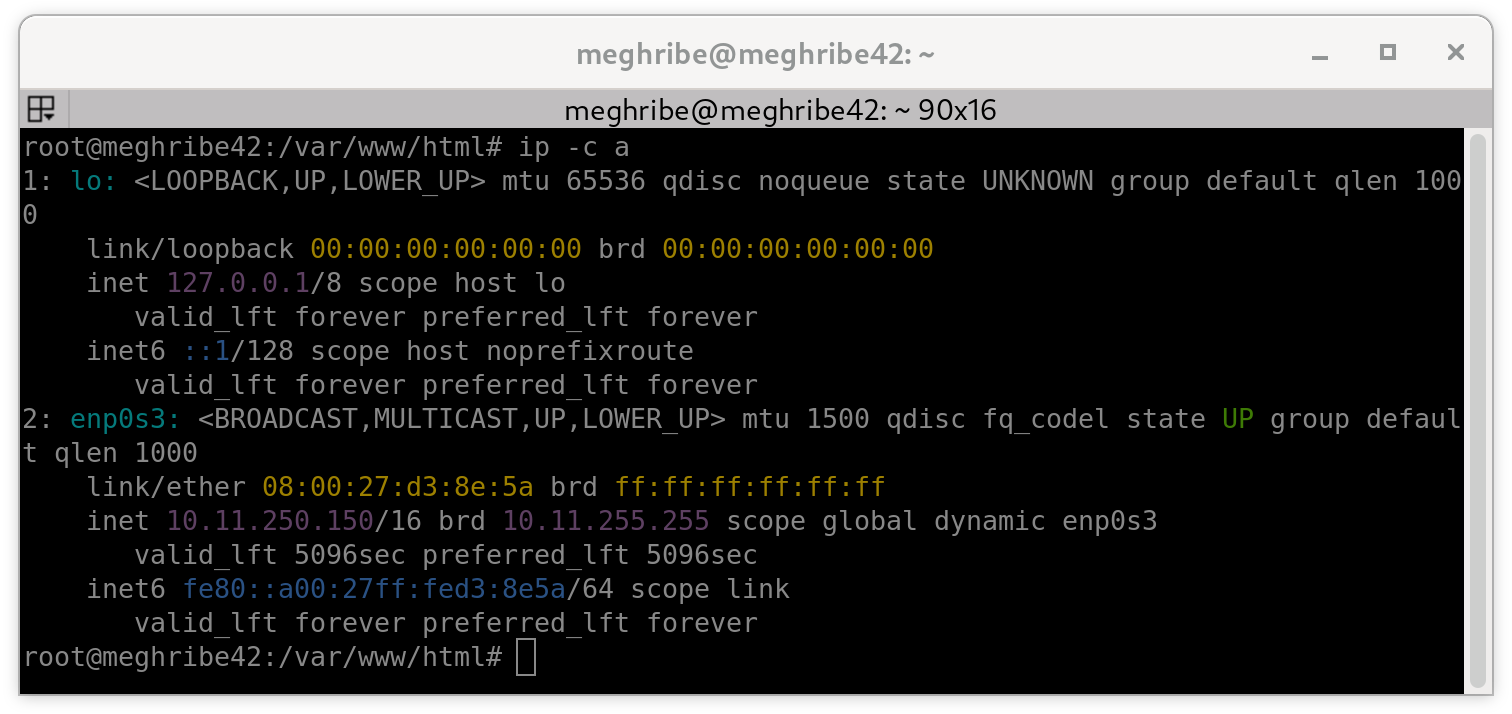 meghribe@meghribe42: ~
meghribe@meghribe42: ~ 90x16
root@meghribe42:/var/www/html# ip -c a
1: lo: <LOOPBACK,UP,LOWER_UP> mtu 65536 qdisc noqueue state UNKNOWN group default qlen 100
0
    link/loopback 00:00:00:00:00:00 brd 00:00:00:00:00:00
    inet 127.0.0.1/8 scope host lo
       valid_lft forever preferred_lft forever
    inet6 ::1/128 scope host noprefixroute
       valid_lft forever preferred_lft forever
2: enp0s3: <BROADCAST,MULTICAST,UP,LOWER_UP> mtu 1500 qdisc fq_codel state UP group defaul
t qlen 1000
    link/ether 08:00:27:d3:8e:5a brd ff:ff:ff:ff:ff:ff
    inet 10.11.250.150/16 brd 10.11.255.255 scope global dynamic enp0s3
       valid_lft 5096sec preferred_lft 5096sec
    inet6 fe80::a00:27ff:fed3:8e5a/64 scope link
       valid_lft forever preferred_lft forever
root@meghribe42:/var/www/html#